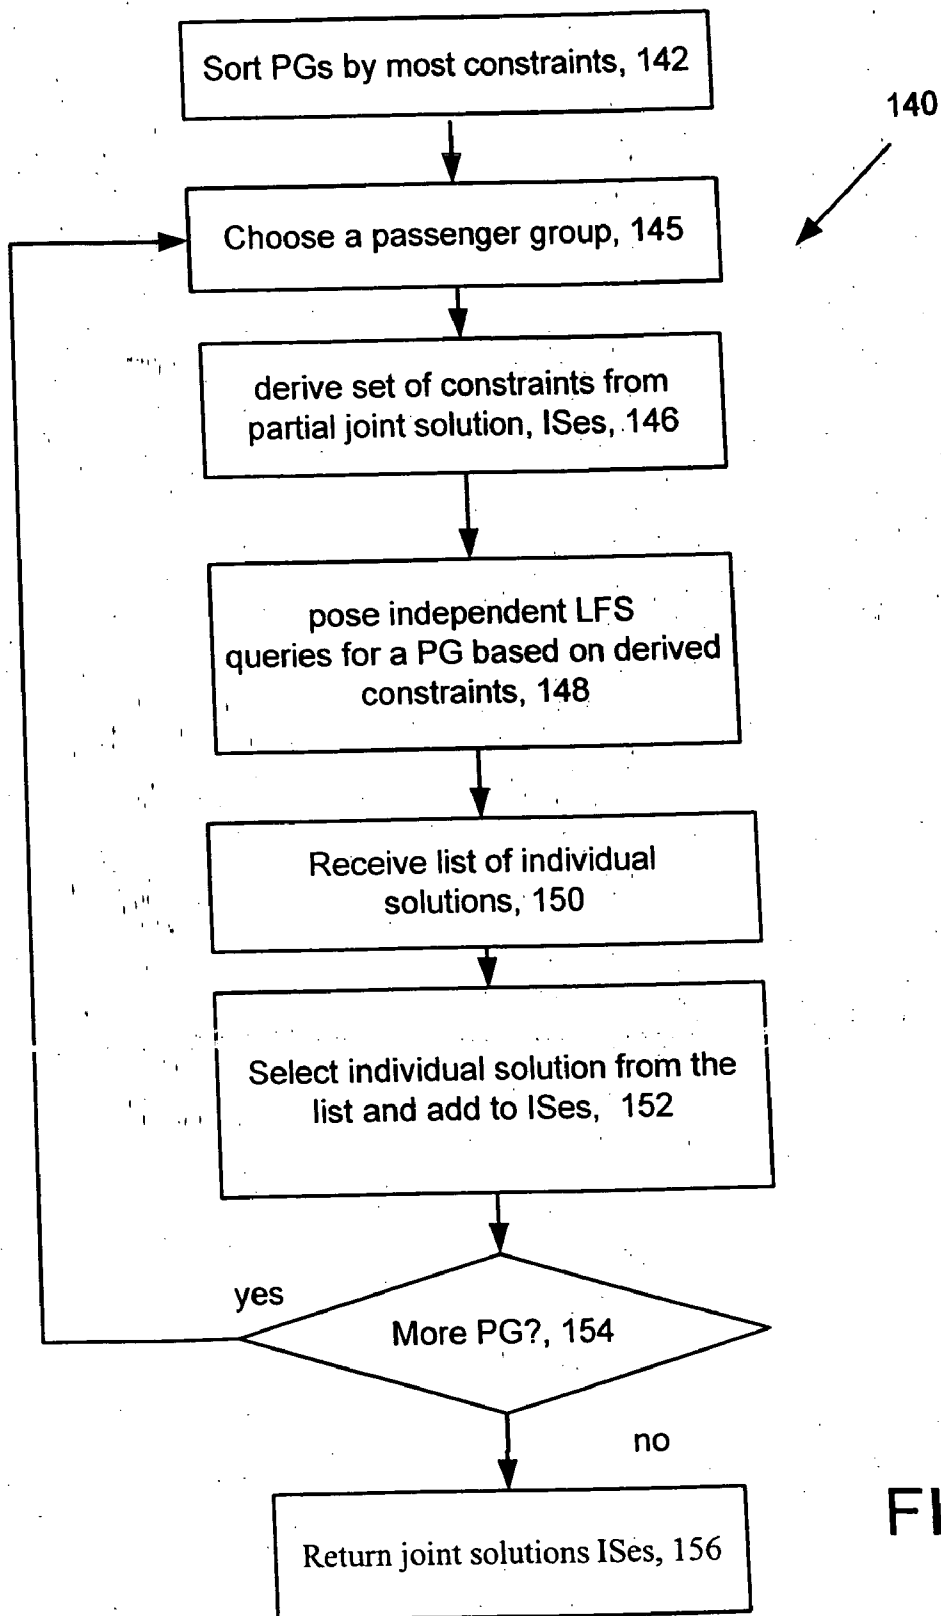 Sort PGs by most constraints, 142
140
Choose a passenger group, 145
derive set of constraints from
partial joint solution, ISes, 146
pose independent LFS
queries for a PG based on derived
constraints, 148
Receive list of individual
solutions, 150
Select individual solution from the
list and add to ISes, 152
yes
More PG?, 154
no
Return joint solutions ISes, 156